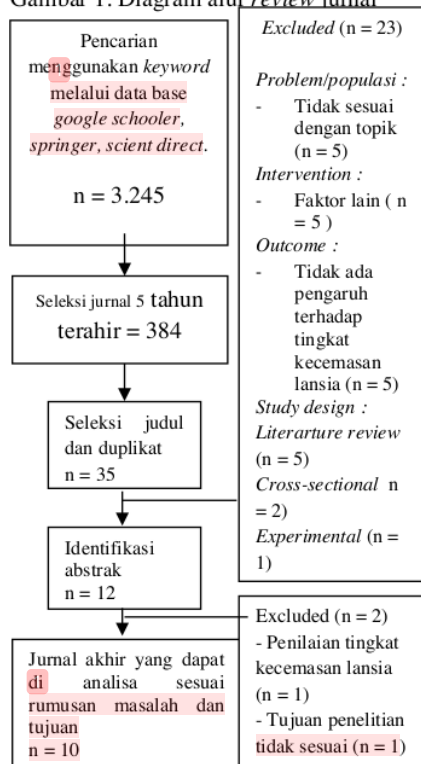 Gambar 1. Diagram alur review jurnal
Pencarian
menggunakan keyword
melalui data base
google schooler,
springer, scient direct.
n = 3.245
Seleksi jurnal 5 tahun
terahir = 384
Seleksi judul
dan duplikat
n = 35
Identifikasi
abstrak
n = 12
Jurnal akhir yang dapat
di analisa sesuai
rumusan masalah dan
tujuan
n = 10
Excluded (n = 23)
Problem/populasi :
- Tidak sesuai
dengan topik
(n = 5)
Intervention :
- Faktor lain ( n
= 5 )
Outcome :
- Tidak ada
pengaruh
terhadap
tingkat
kecemasan
lansia (n = 5)
Study design :
Literarture review
(n = 5)
Cross-sectional n
= 2)
Experimental (n =
1)
Excluded (n = 2)
- Penilaian tingkat
kecemasan lansia
(n = 1)
- Tujuan penelitian
tidak sesuai (n = 1)